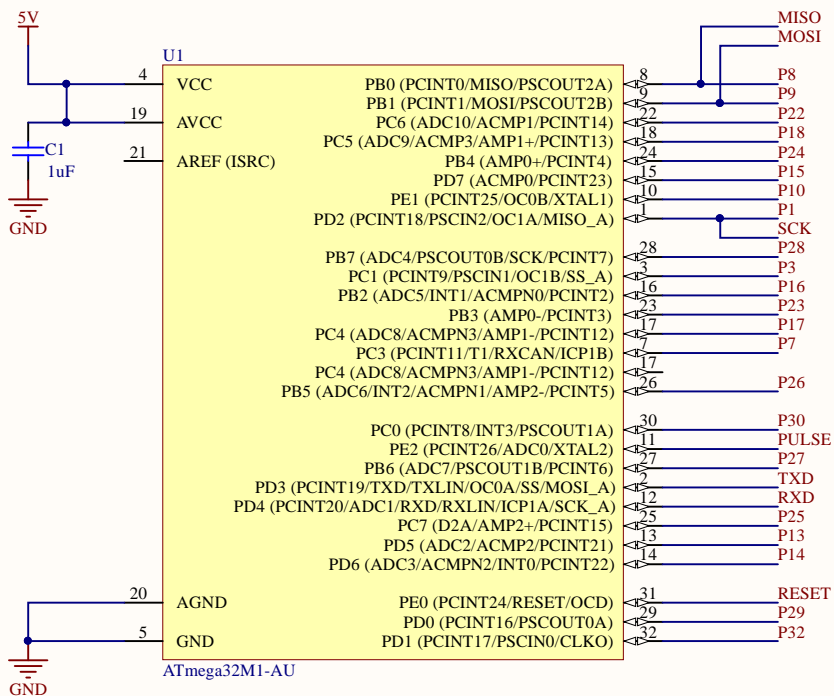 5V
MISO
MOSI
U1
4 VCC PB0 (PCINT0/MISO/PSCOUT2A) 8 P8
PB1 (PCINT1/MOSI/PSCOUT2B) 9 P9
19 AVCC PC6 (ADC10/ACMP1/PCINT14) 22 P22
PC5 (ADC9/ACMP3/AMP1+/PCINT13) 18 P18
C1
1uF
21 AREF (ISRC) PB4 (AMP0+/PCINT4) 24 P24
PD7 (ACMP0/PCINT23) 15 P15
PE1 (PCINT25/OC0B/XTAL1) 10 P10
PD2 (PCINT18/PSCIN2/OC1A/MISO_A) 1 P1
GND
SCK
PB7 (ADC4/PSCOUT0B/SCK/PCINT7) 28 P28
PC1 (PCINT9/PSCIN1/OC1B/SS_A) 3 P3
PB2 (ADC5/INT1/ACMPN0/PCINT2) 16 P16
PB3 (AMP0-/PCINT3) 23 P23
PC4 (ADC8/ACMPN3/AMP1-/PCINT12) 17 P17
PC3 (PCINT11/T1/RXCAN/ICP1B) 7 P7
PC4 (ADC8/ACMPN3/AMP1-/PCINT12) 17
PB5 (ADC6/INT2/ACMPN1/AMP2-/PCINT5) 26 P26
PC0 (PCINT8/INT3/PSCOUT1A) 30 P30
PE2 (PCINT26/ADC0/XTAL2) 11 PULSE
PB6 (ADC7/PSCOUT1B/PCINT6) 27 P27
PD3 (PCINT19/TXD/TXLIN/OC0A/SS/MOSI_A) 2 TXD
PD4 (PCINT20/ADC1/RXD/RXLIN/ICP1A/SCK_A) 12 RXD
PC7 (D2A/AMP2+/PCINT15) 25 P25
PD5 (ADC2/ACMP2/PCINT21) 13 P13
PD6 (ADC3/ACMPN2/INT0/PCINT22) 14 P14
20 AGND PE0 (PCINT24/RESET/OCD) 31 RESET
PD0 (PCINT16/PSCOUT0A) 29 P29
5 GND PD1 (PCINT17/PSCIN0/CLKO) 32 P32
ATmega32M1-AU
GND